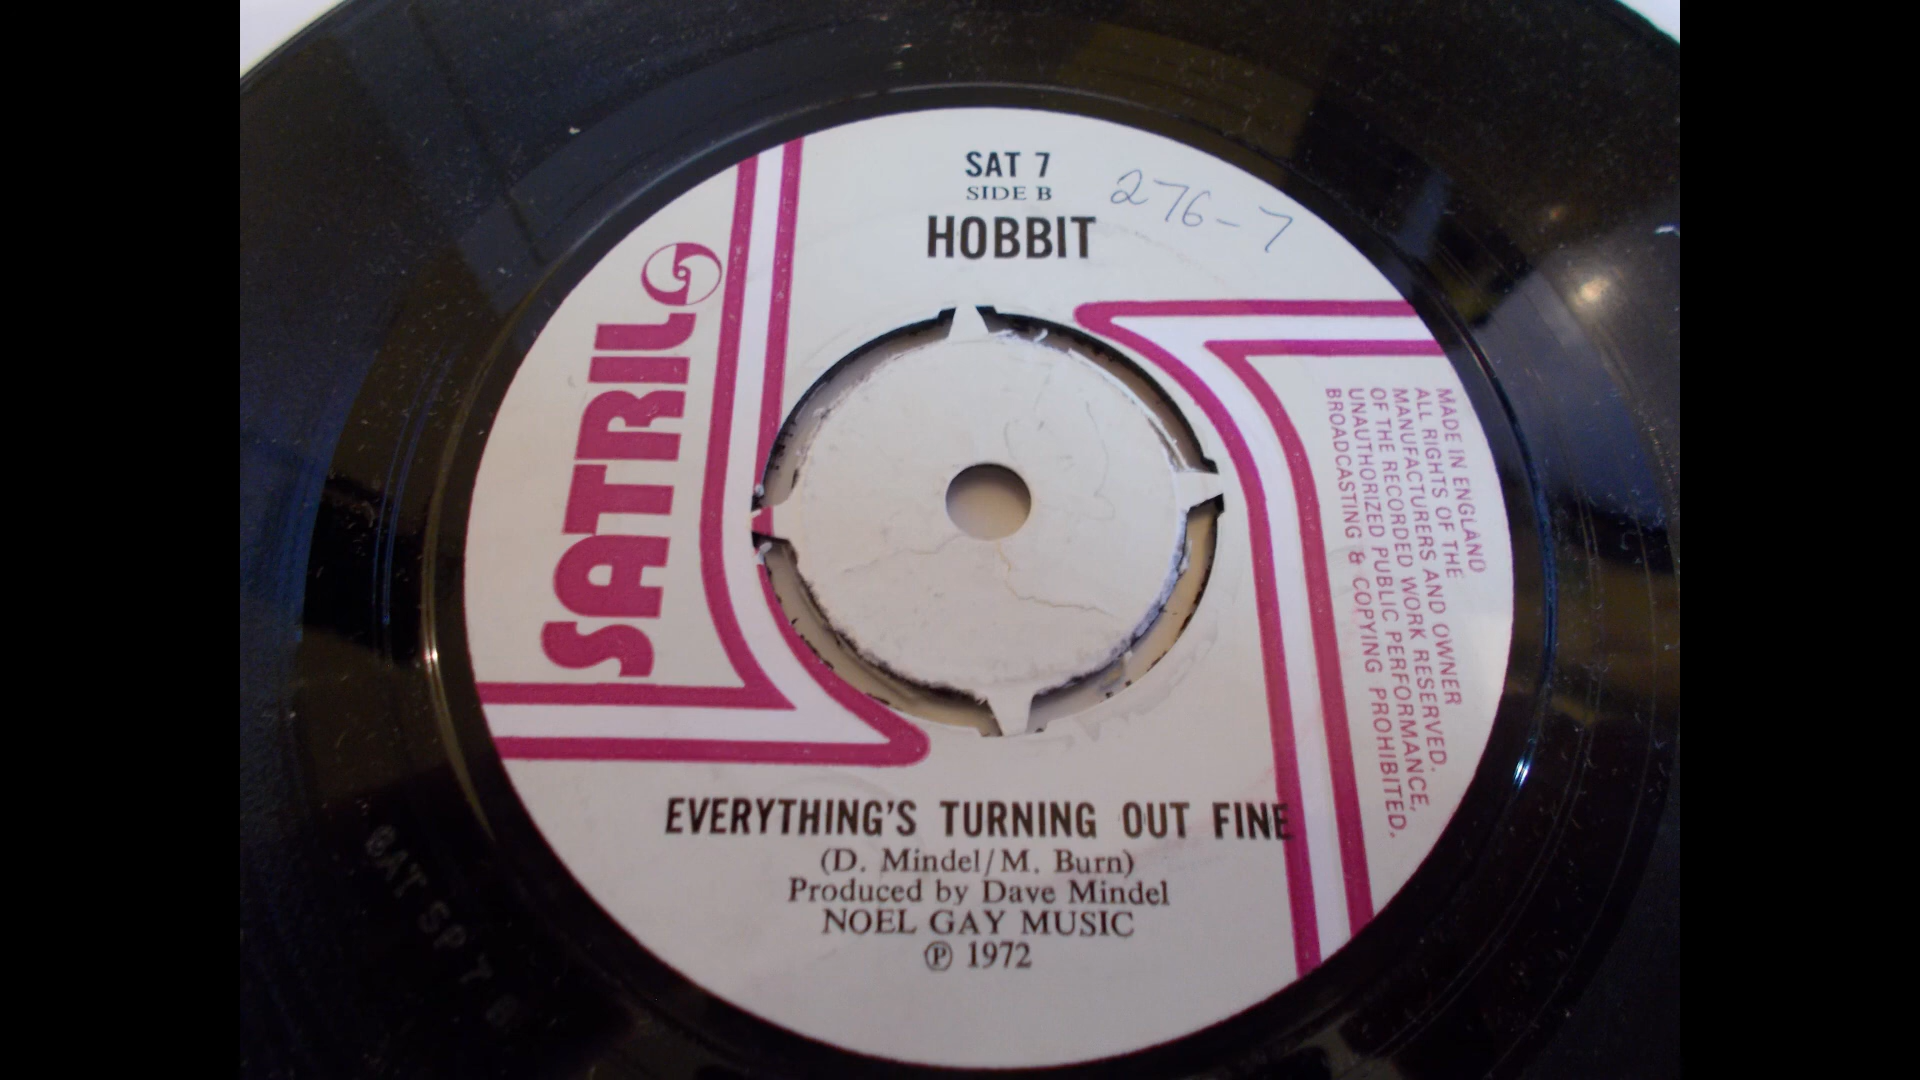 SAT 7
SIDE B
276-7
HOBBIT
SATRIL
MADE IN ENGLAND
ALL RIGHTS OF THE
MANUFACTURERS AND OWNER
OF THE RECORDED WORK RESERVED.
UNAUTHORIZED PUBLIC PERFORMANCE,
BROADCASTING & COPYING PROHIBITED.
EVERYTHING'S TURNING OUT FINE
(D. Mindel/M. Burn)
Produced by Dave Mindel
NOEL GAY MUSIC
℗ 1972